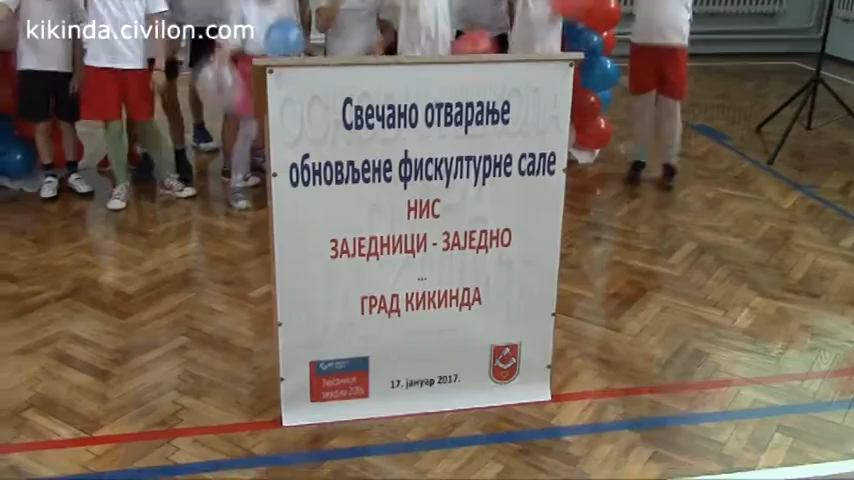 kikinda.civilon.com
Свечано отварање
обновљене фискултурне сале
НИС
ЗАЈЕДНИЦИ - ЗАЈЕДНО
...
ГРАД КИКИНДА
17. јануар 2017.